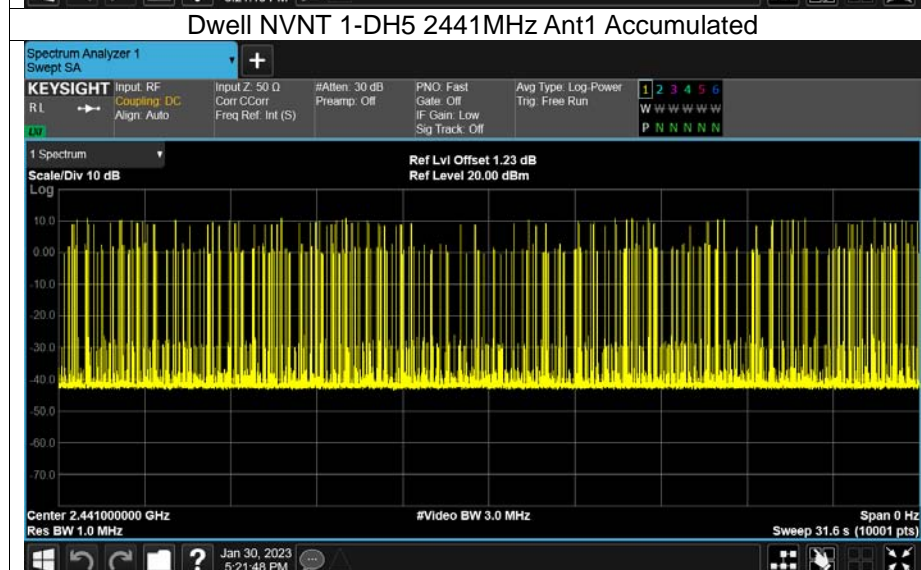 Dwell NVNT 1-DH5 2441MHz Ant1 Accumulated
Spectrum Analyzer 1
Swept SA
+
KEYSIGHT
R L
LXI
Input: RF
Coupling: DC
Align: Auto
Input Z: 50 Ω
Corr CCorr
Freq Ref: Int (S)
#Atten: 30 dB
Preamp: Off
PNO: Fast
Gate: Off
IF Gain: Low
Sig Track: Off
Avg Type: Log-Power
Trig: Free Run
1 2 3 4 5 6
W W W W W W
P N N N N N
1 Spectrum
Scale/Div 10 dB
Ref Lvl Offset 1.23 dB
Ref Level 20.00 dBm
Log
10.0
0.00
-10.0
-20.0
-30.0
-40.0
-50.0
-60.0
-70.0
Center 2.441000000 GHz
#Video BW 3.0 MHz
Span 0 Hz
Res BW 1.0 MHz
Sweep 31.6 s (10001 pts)
?
Jan 30, 2023
5:21:48 PM